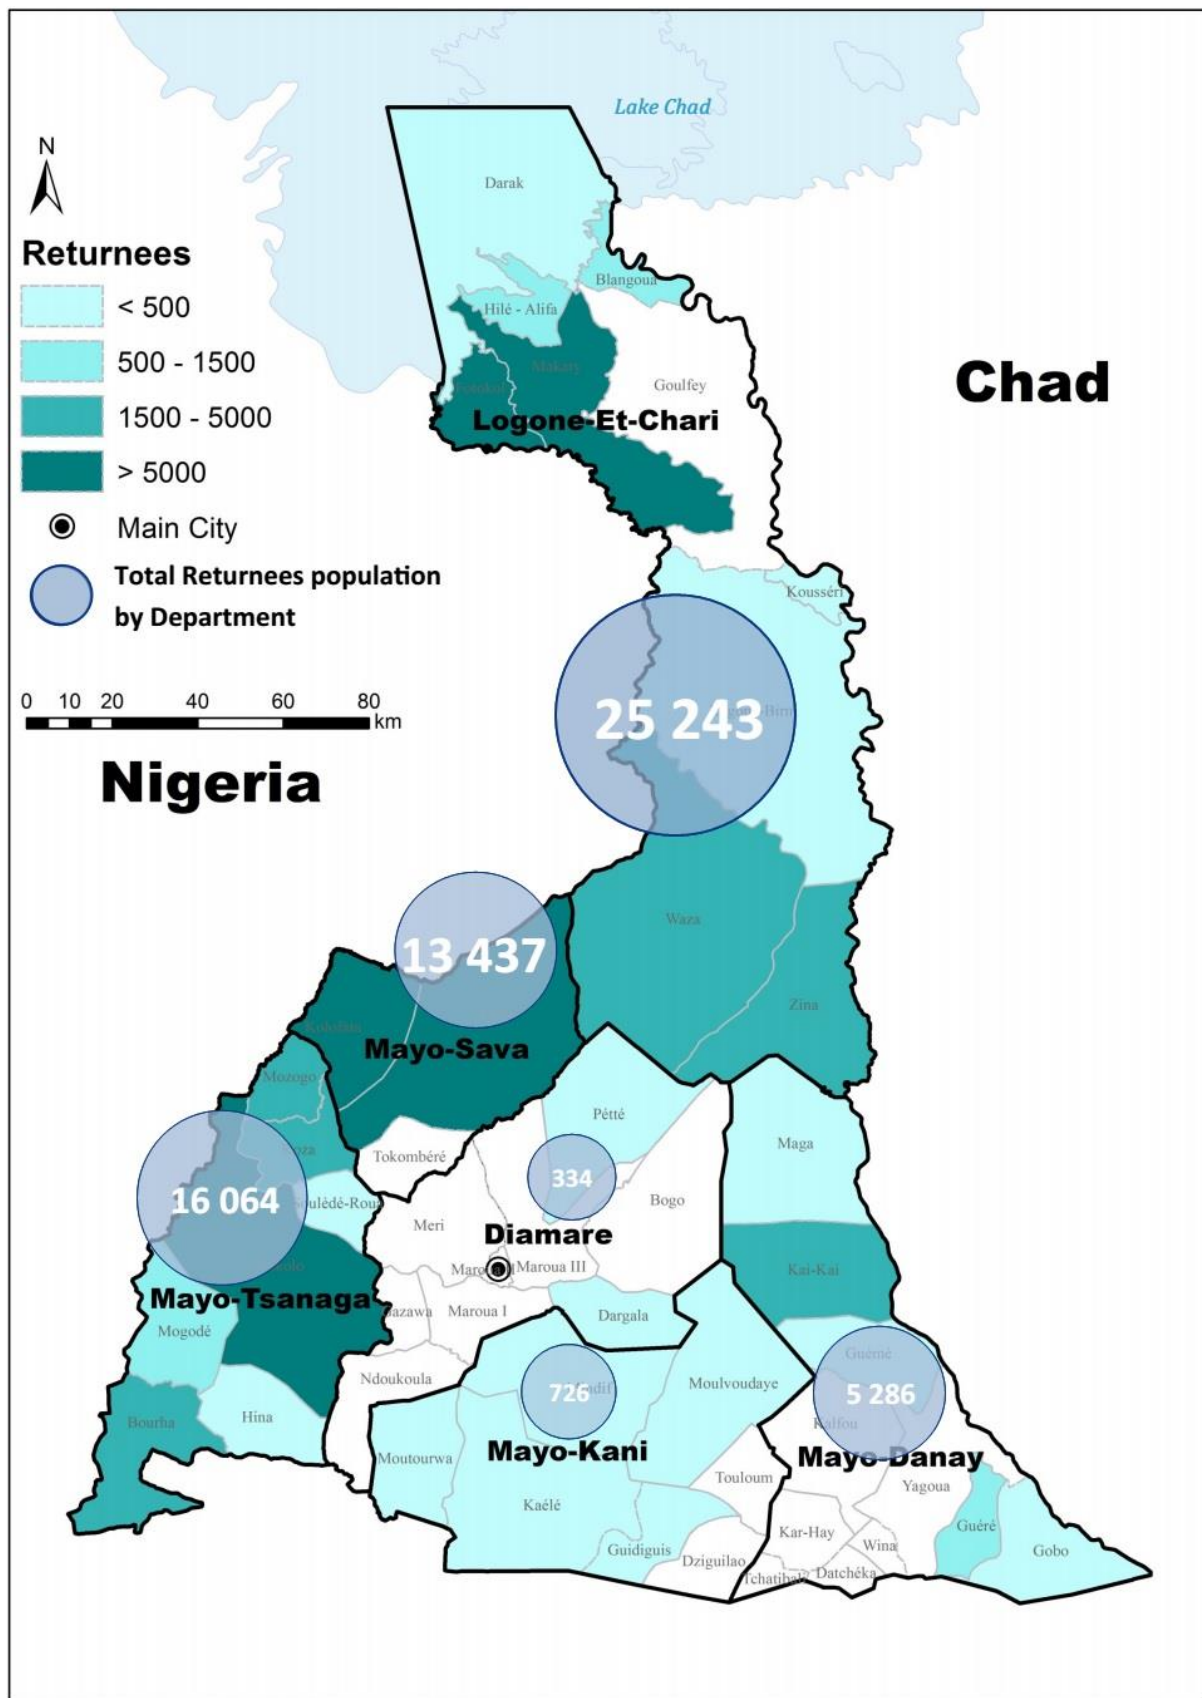 Lake Chad
N
Darak
Returnees
Blangoua
< 500
Hilé - Alifa
500 - 1500
Makary
Goulfey
Chad
Fotokol
1500 - 5000
Logone-Et-Chari
> 5000
Main City
Total Returnees population
by Department
Kousséri
0 10 20 40 60 80
km
25 243
Nigeria
Waza
13 437
Zina
Kolofata
Mayo-Sava
Mozogo
Pétté
Maga
Tokombéré
334
16 064
Bogo
Meri
Diamare
Maroua III
Kai-Kai
Mayo-Tsanaga
Maroua I
Dargala
Mogodé
Guémé
Ndoukoula
Moulvoudaye
726
5 286
Hina
Bourha
Kalfou
Mayo-Kani
Mayo-Danay
Moutourwa
Touloum
Yagoua
Kaélé
Kar-Hay
Guéré
Wina
Guidiguis
Gobo
Dziguilao
Datchéka
Tchatibali